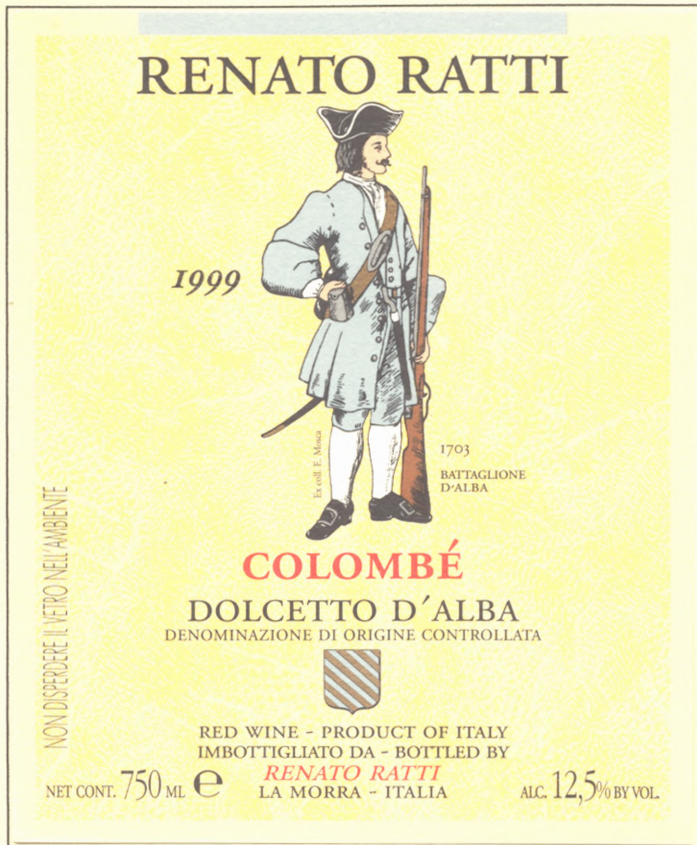 RENATO RATTI
1999
Ex coll. E. Mosca
1703
BATTAGLIONE
D'ALBA
NON DISPERDERE IL VETRO NELL'AMBIENTE
COLOMBÉ
DOLCETTO D´ALBA
DENOMINAZIONE DI ORIGINE CONTROLLATA
RED WINE - PRODUCT OF ITALY
IMBOTTIGLIATO DA - BOTTLED BY
RENATO RATTI
LA MORRA - ITALIA
NET CONT. 750 ML e
ALC. 12,5% BY VOL.